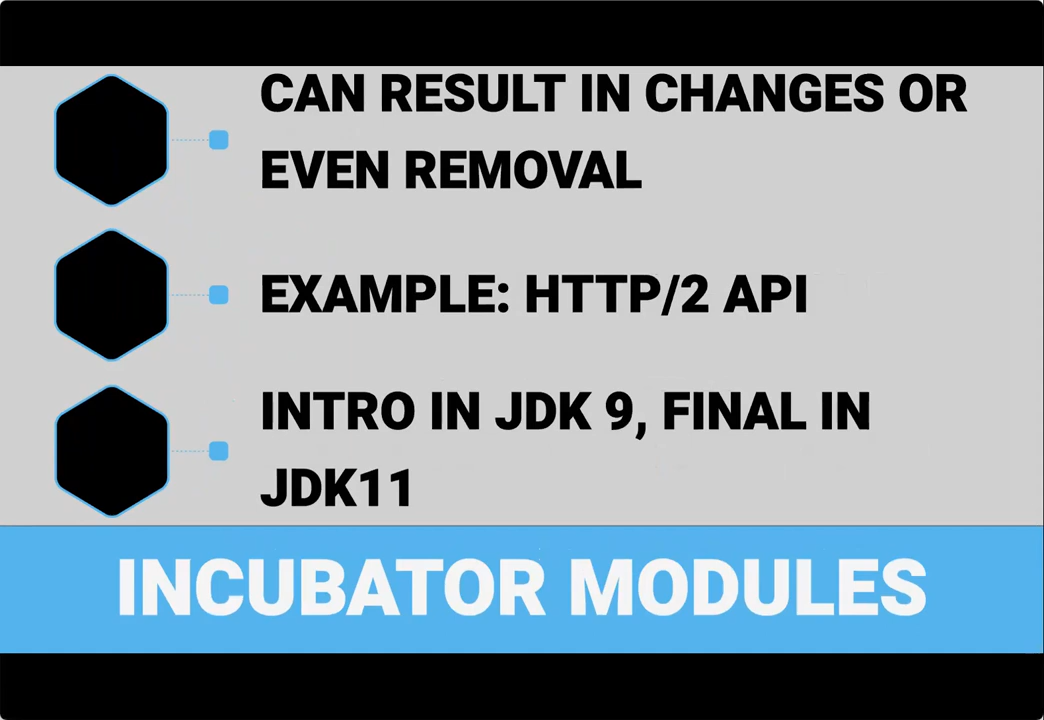 CAN RESULT IN CHANGES OR
EVEN REMOVAL
EXAMPLE: HTTP/2 API
INTRO IN JDK 9, FINAL IN
JDK11
INCUBATOR MODULES